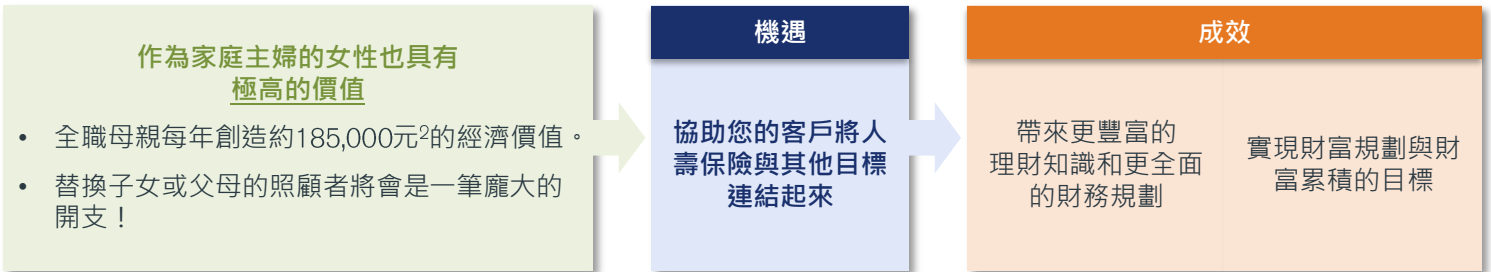 作為家庭主婦的女性也具有
極高的價值
• 全職母親每年創造約185,000元2的經濟價值。
• 替換子女或父母的照顧者將會是一筆龐大的
開支！
機遇
協助您的客戶將人
壽保險與其他目標
連結起來
成效
帶來更豐富的
理財知識和更全面
的財務規劃
實現財富規劃與財
富累積的目標